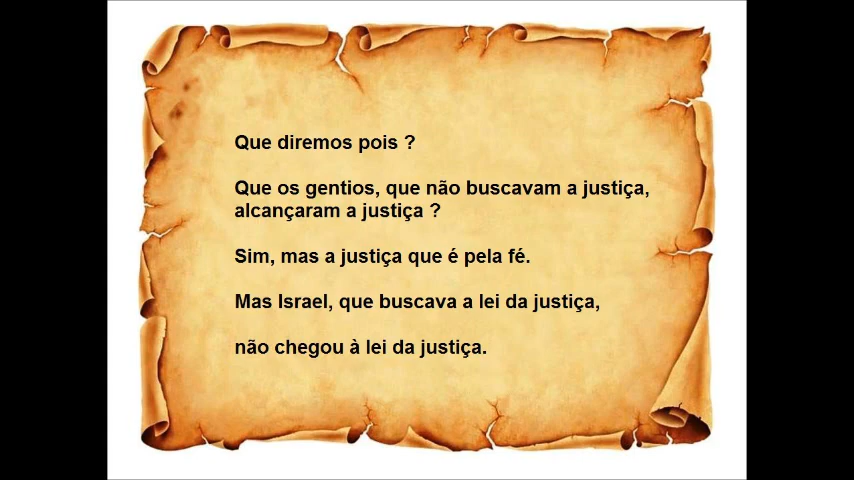 Que diremos pois ?
Que os gentios, que não buscavam a justiça,
alcançaram a justiça ?
Sim, mas a justiça que é pela fé.
Mas Israel, que buscava a lei da justiça,
não chegou à lei da justiça.